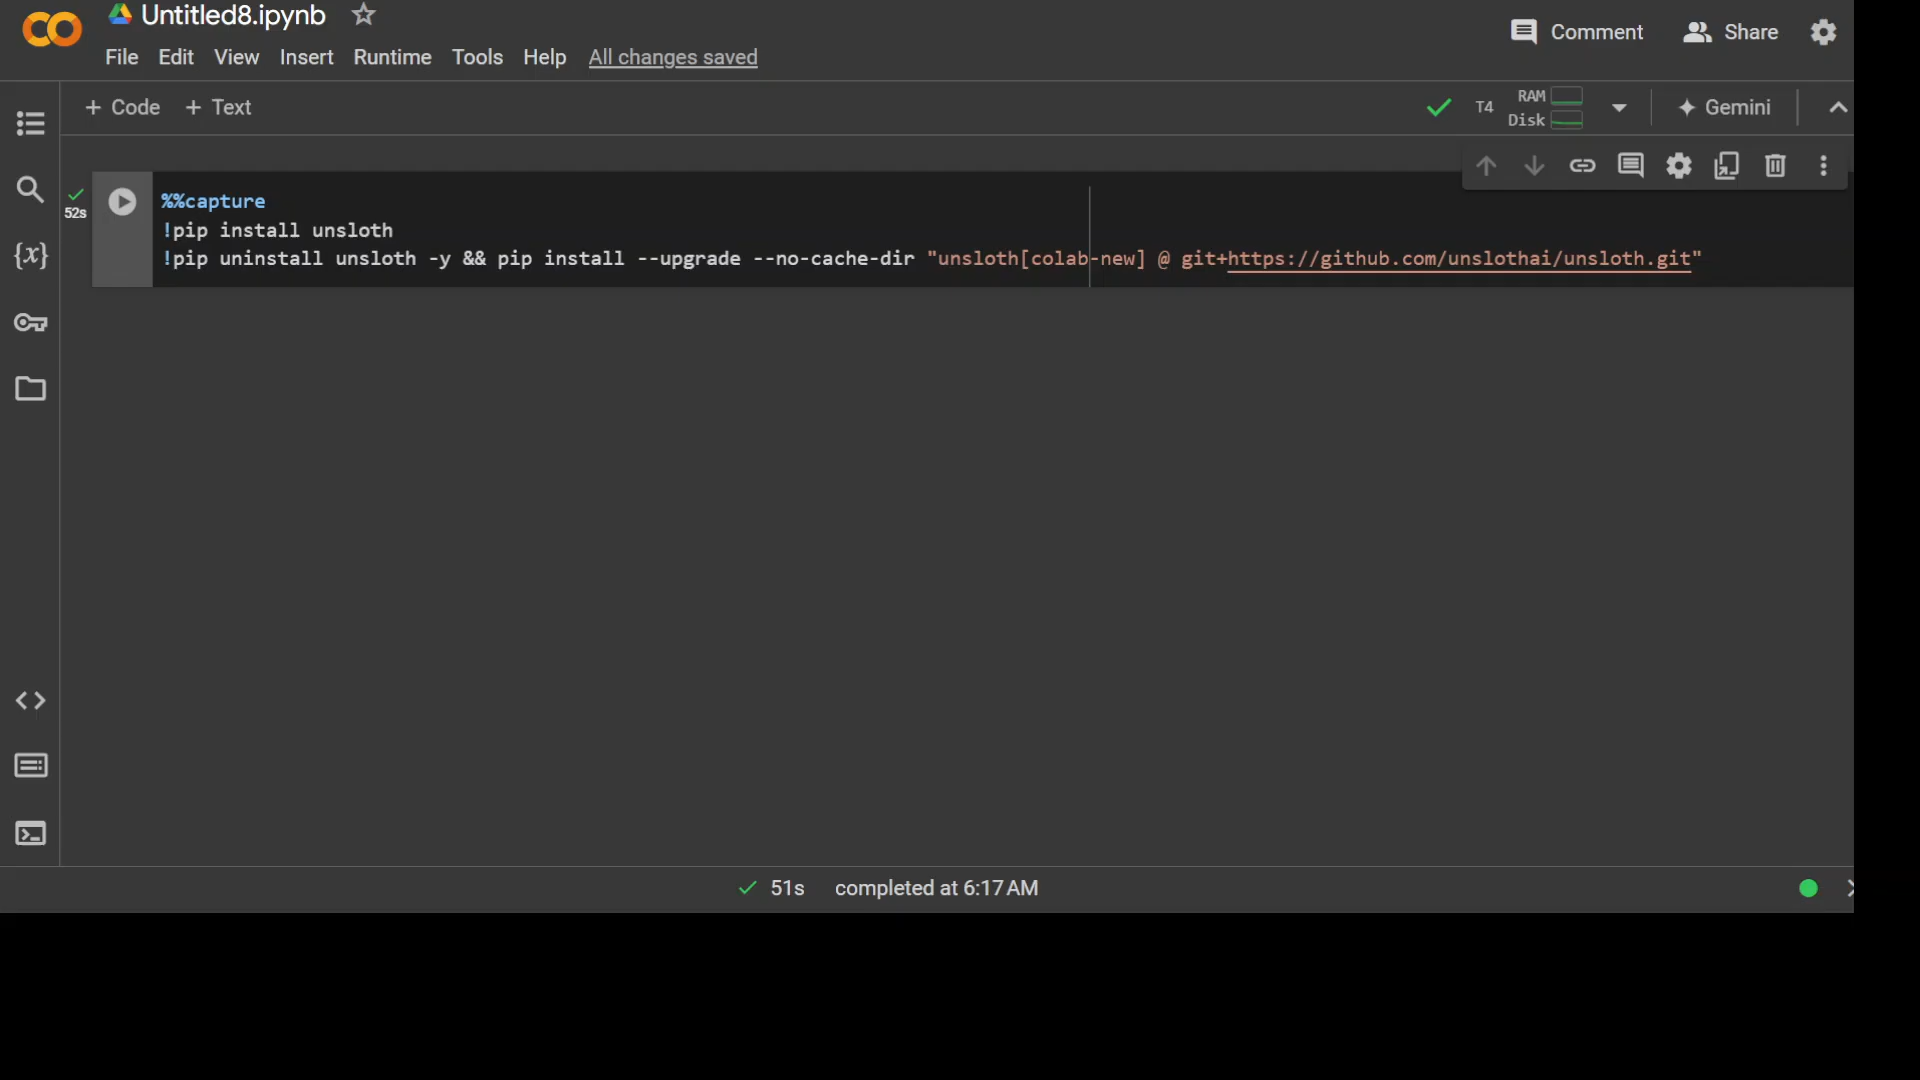 Untitled8.ipynb
File Edit View Insert Runtime Tools Help All changes saved
Comment Share
+ Code + Text
T4 RAM Disk Gemini
52s
%%capture
!pip install unsloth
!pip uninstall unsloth -y && pip install --upgrade --no-cache-dir "unsloth[colab-new] @ git+https://github.com/unslothai/unsloth.git"
{x}
51s completed at 6:17 AM